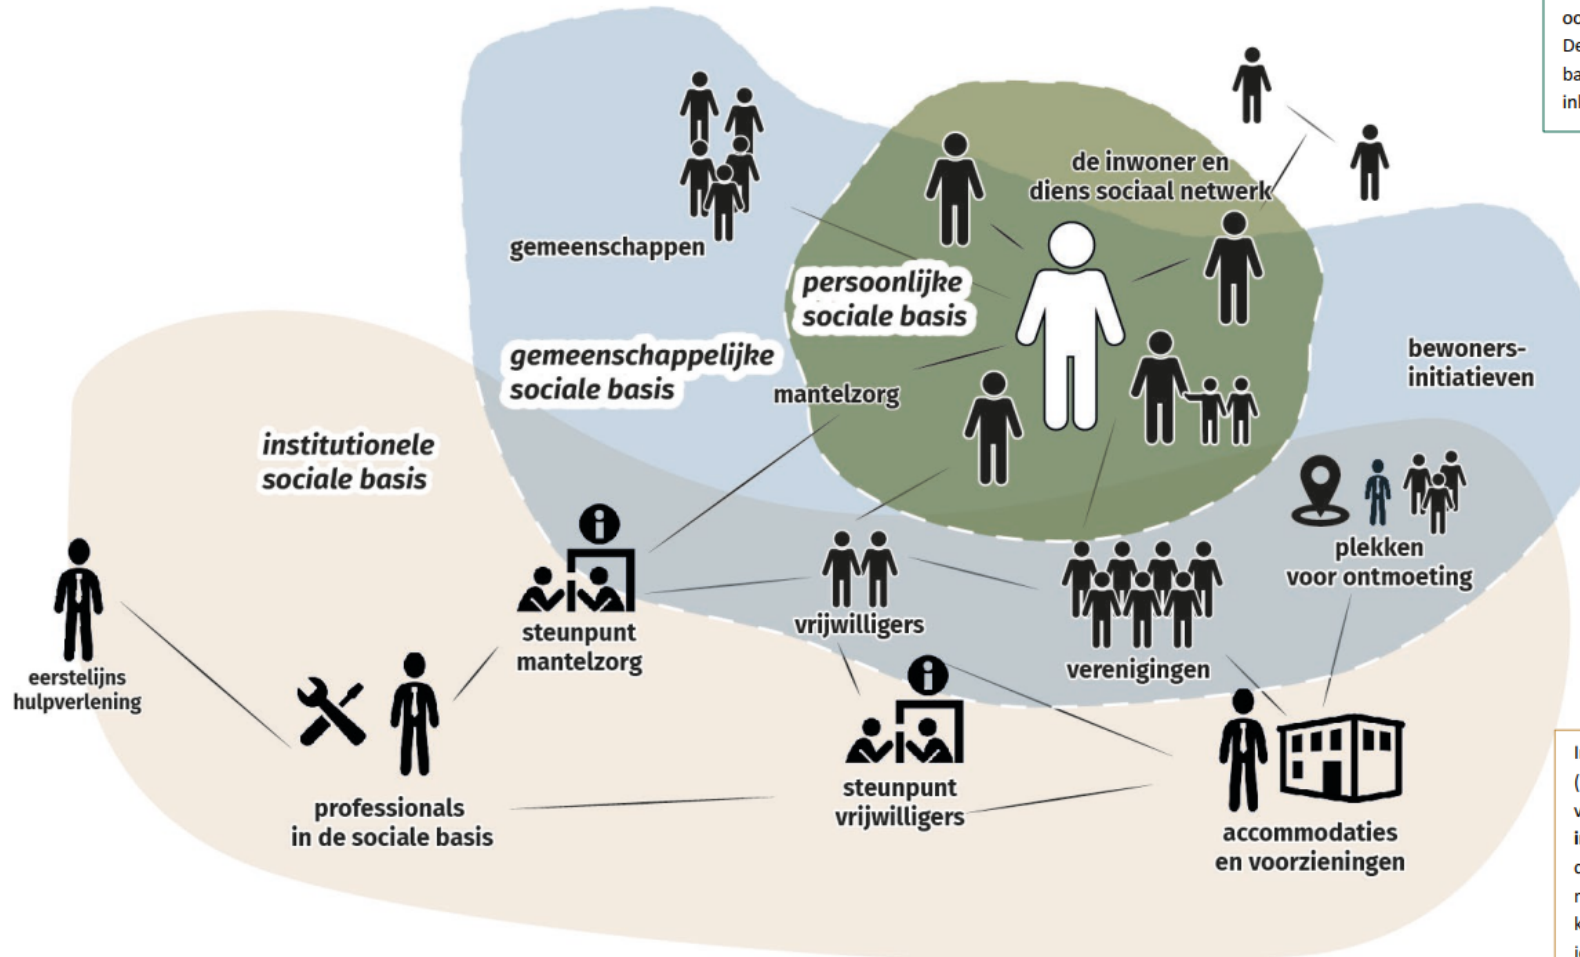 de inwoner en
diens sociaal netwerk
gemeenschappen
persoonlijke
sociale basis
gemeenschappelijke
sociale basis
mantelzorg
bewoners-
initiatieven
institutionele
sociale basis
plekken
voor ontmoeting
steunpunt
mantelzorg
vrijwilligers
verenigingen
eerstelijns
hulpverlening
professionals
in de sociale basis
steunpunt
vrijwilligers
accommodaties
en voorzieningen
De